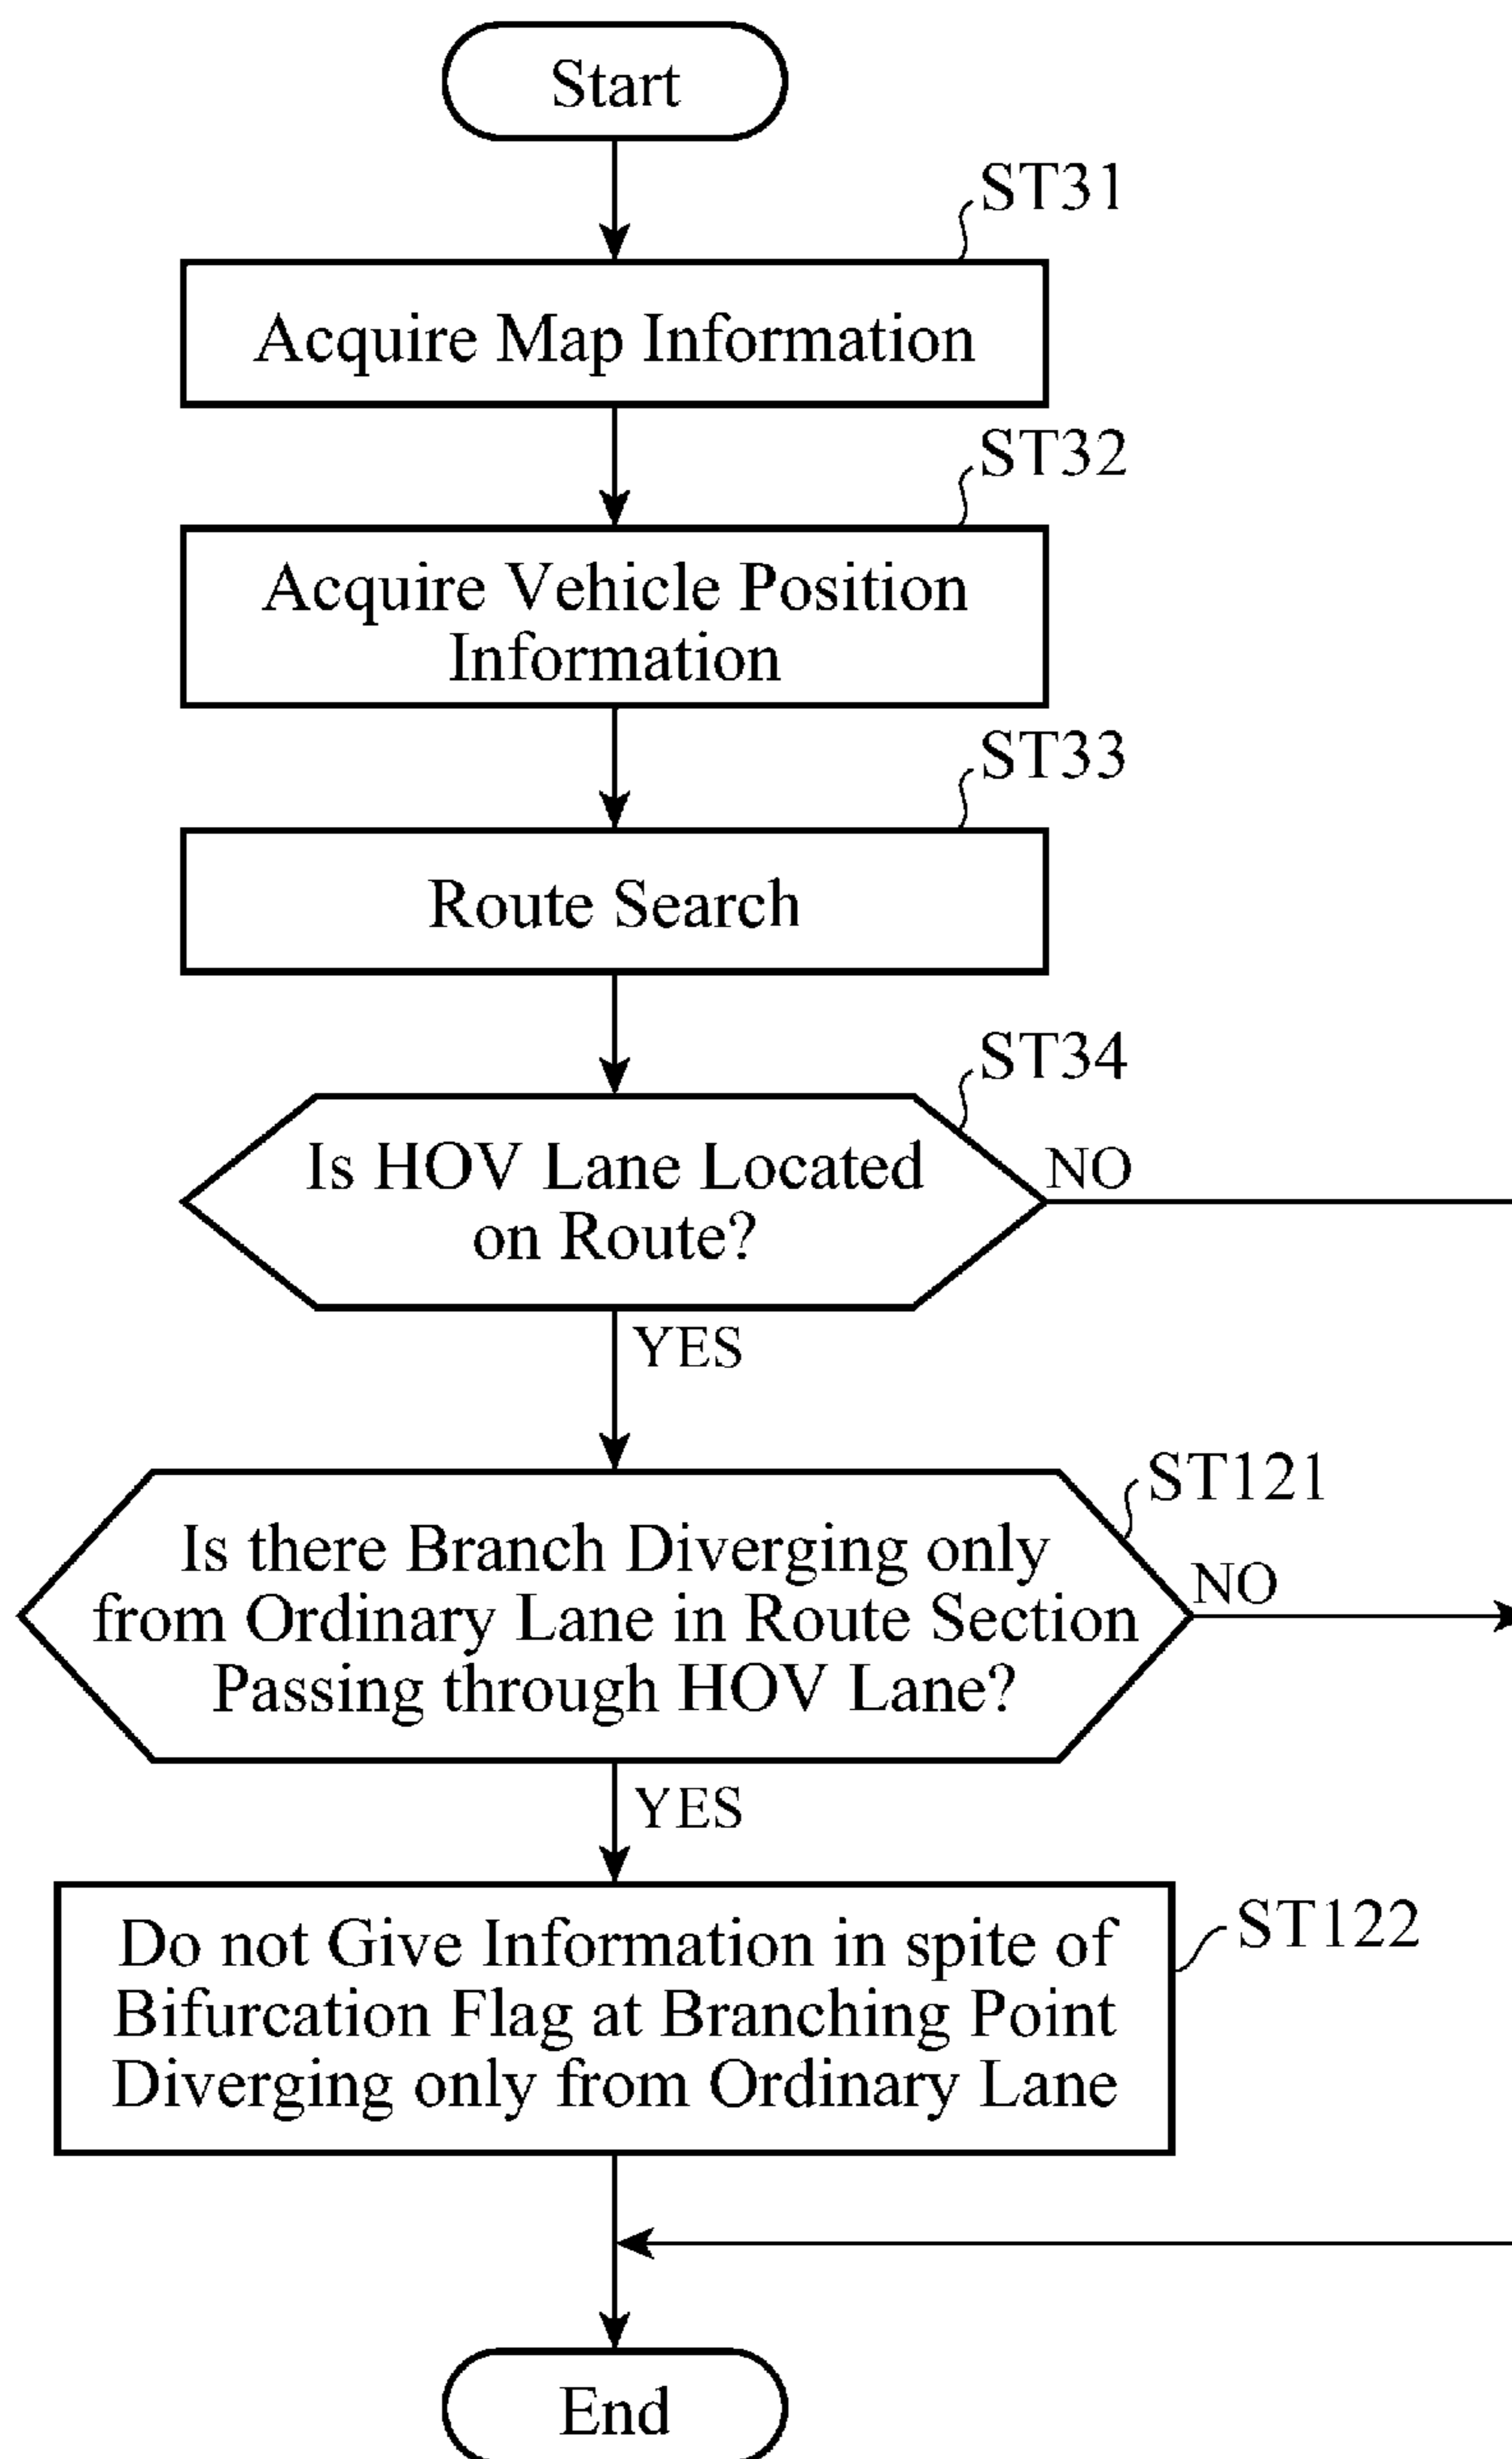 Start
ST31
Acquire Map Information
ST32
Acquire Vehicle Position
Information
ST33
Route Search
ST34
Is HOV Lane Located
on Route?
NO
YES
ST121
Is there Branch Diverging only
from Ordinary Lane in Route Section
Passing through HOV Lane?
NO
YES
ST122
Do not Give Information in spite of
Bifurcation Flag at Branching Point
Diverging only from Ordinary Lane
End